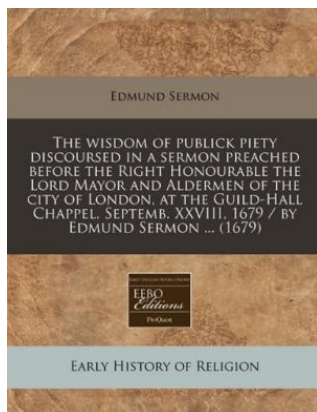 Edmund Sermon
The wisdom of publick piety
discoursed in a sermon preached
before the Right Honourable the
Lord Mayor and Aldermen of the
city of London, at the Guild-Hall
Chappel, Septemb. XXVIII, 1679 / by
Edmund Sermon ... (1679)
EEBO
Editions
ProQuest
Early History of Religion